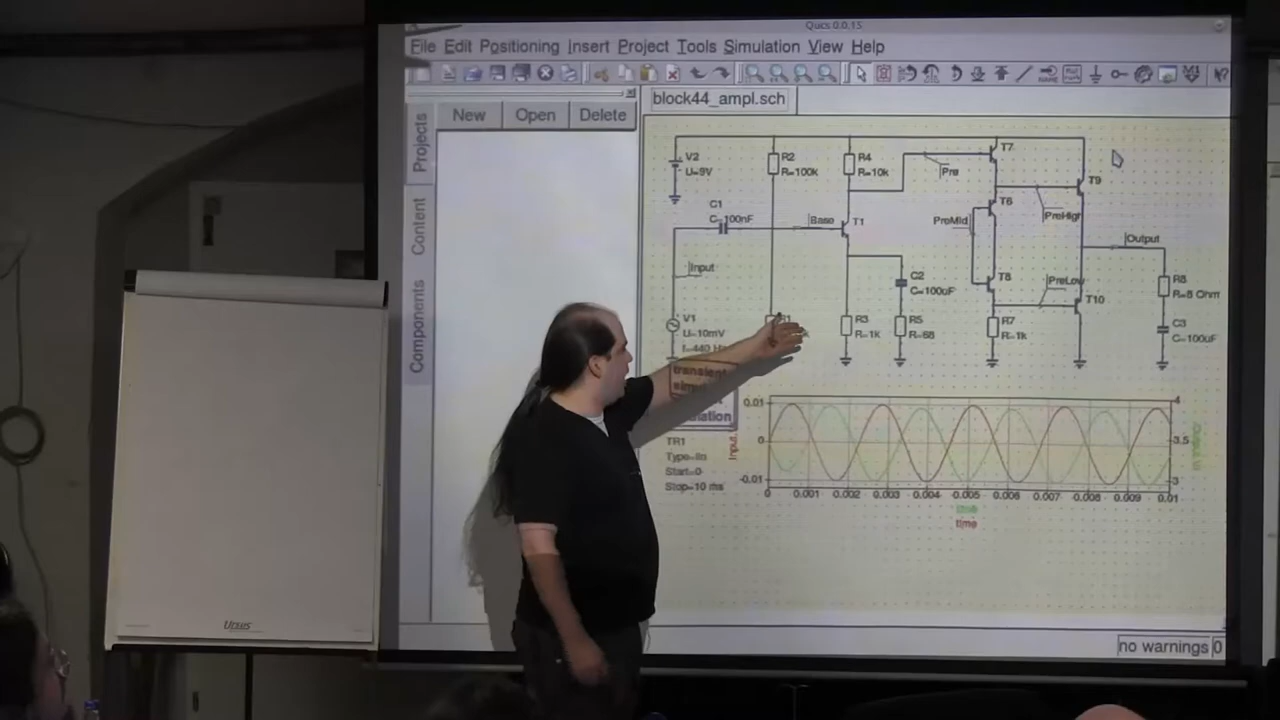 Qucs 0.0.15
File Edit Positioning Insert Project Tools Simulation View Help
Projects
Content
Components
New Open Delete
block44_ampl.sch
V2
U=9V
R2
R=100k
R4
R=10k
T7
Pre
T9
C1
C=100nF
Base
T1
PreMid
T6
PreHigh
Output
Input
C2
C=100uF
T8
PreLow
T10
R8
R=8 Ohm
V1
U=10mV
f=440 Hz
R3
R=1k
R5
R=68
R7
R=1k
C3
C=100uF
transient
TR1
Type=lin
Start=0
Stop=10 ms
0.01
0
-0.01
4
3.5
3
0 0.001 0.002 0.003 0.004 0.005 0.006 0.007 0.008 0.009 0.01
time
time
no warnings 0
Ursus